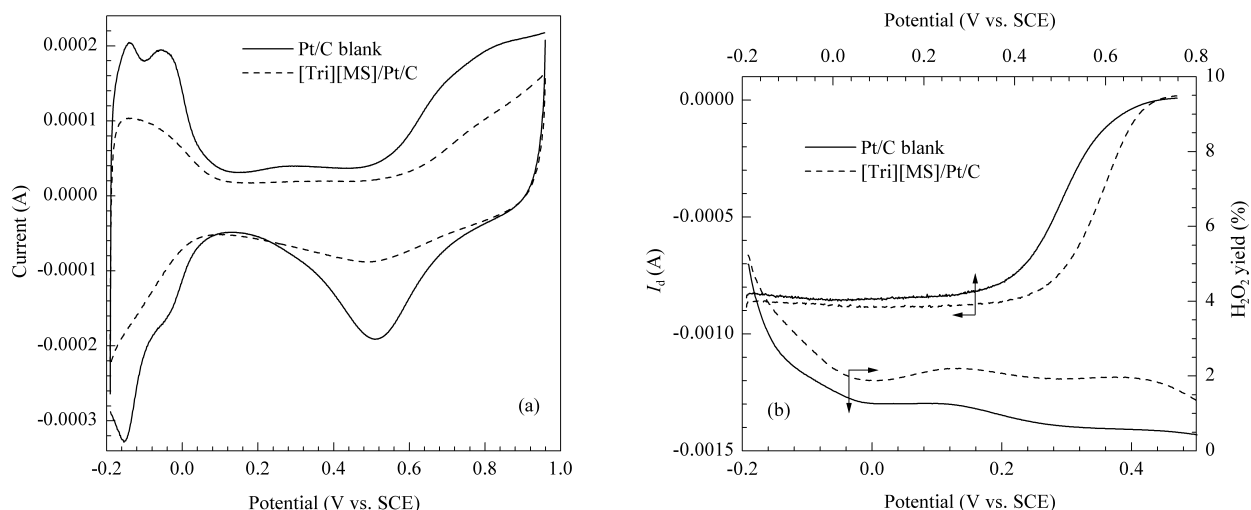 0.0002
0.0001
0.0000
-0.0001
-0.0002
-0.0003
Current (A)
Pt/C blank
[Tri][MS]/Pt/C
(a)
-0.2
0.0
0.2
0.4
0.6
0.8
1.0
Potential (V vs. SCE)
Potential (V vs. SCE)
-0.2
0.0
0.2
0.4
0.6
0.8
0.0000
-0.0005
-0.0010
-0.0015
Id (A)
Pt/C blank
[Tri][MS]/Pt/C
(b)
10
8
6
4
2
0
H2O2 yield (%)
-0.2
0.0
0.2
0.4
Potential (V vs. SCE)